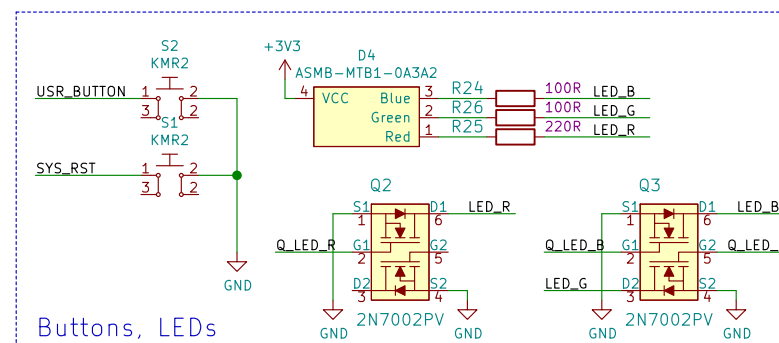 S2
KMR2
USR_BUTTON
1
2
3
2
S1
KMR2
SYS_RST
1
2
3
2
GND
+3V3
D4
ASMB-MTB1-0A3A2
4
VCC
Blue
3
R24
100R
LED_B
Green
2
R26
100R
LED_G
Red
1
R25
220R
LED_R
Q2
S1
D1
LED_R
1
6
Q_LED_R
G1
G2
2
5
D2
S2
3
4
2N7002PV
GND
GND
Q3
S1
D1
LED_B
1
6
Q_LED_B
G1
G2
Q_LED_
2
5
LED_G
D2
S2
3
4
2N7002PV
GND
GND
Buttons, LEDs